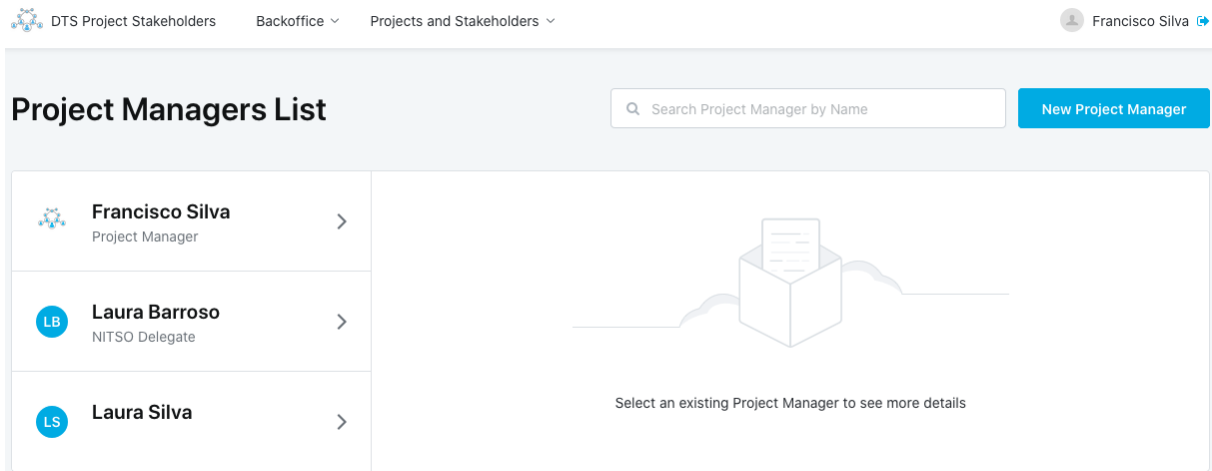 DTS Project Stakeholders Backoffice Projects and Stakeholders Francisco Silva
Project Managers List
Search Project Manager by Name
New Project Manager
Francisco Silva
Project Manager
LB
Laura Barroso
NITSO Delegate
LS
Laura Silva
Select an existing Project Manager to see more details